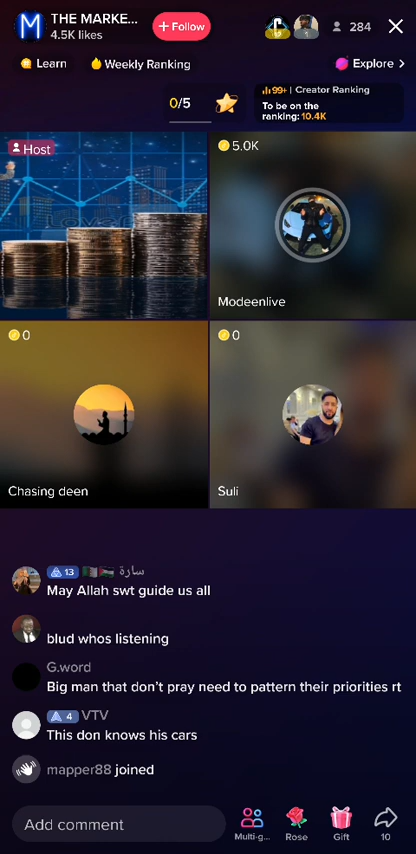 M THE MARKE...
4.5K likes
+ Follow
284
Learn
Weekly Ranking
Explore
0/5
99+ | Creator Ranking
To be on the
ranking: 10.4K
Host
5.0K
Modeenlive
0
Chasing deen
0
Suli
13 سارة
May Allah swt guide us all
blud whos listening
G.word
Big man that don't pray need to pattern their priorities rt
4 VTV
This don knows his cars
mapper88 joined
Add comment
Multi-g...
Rose
Gift
10